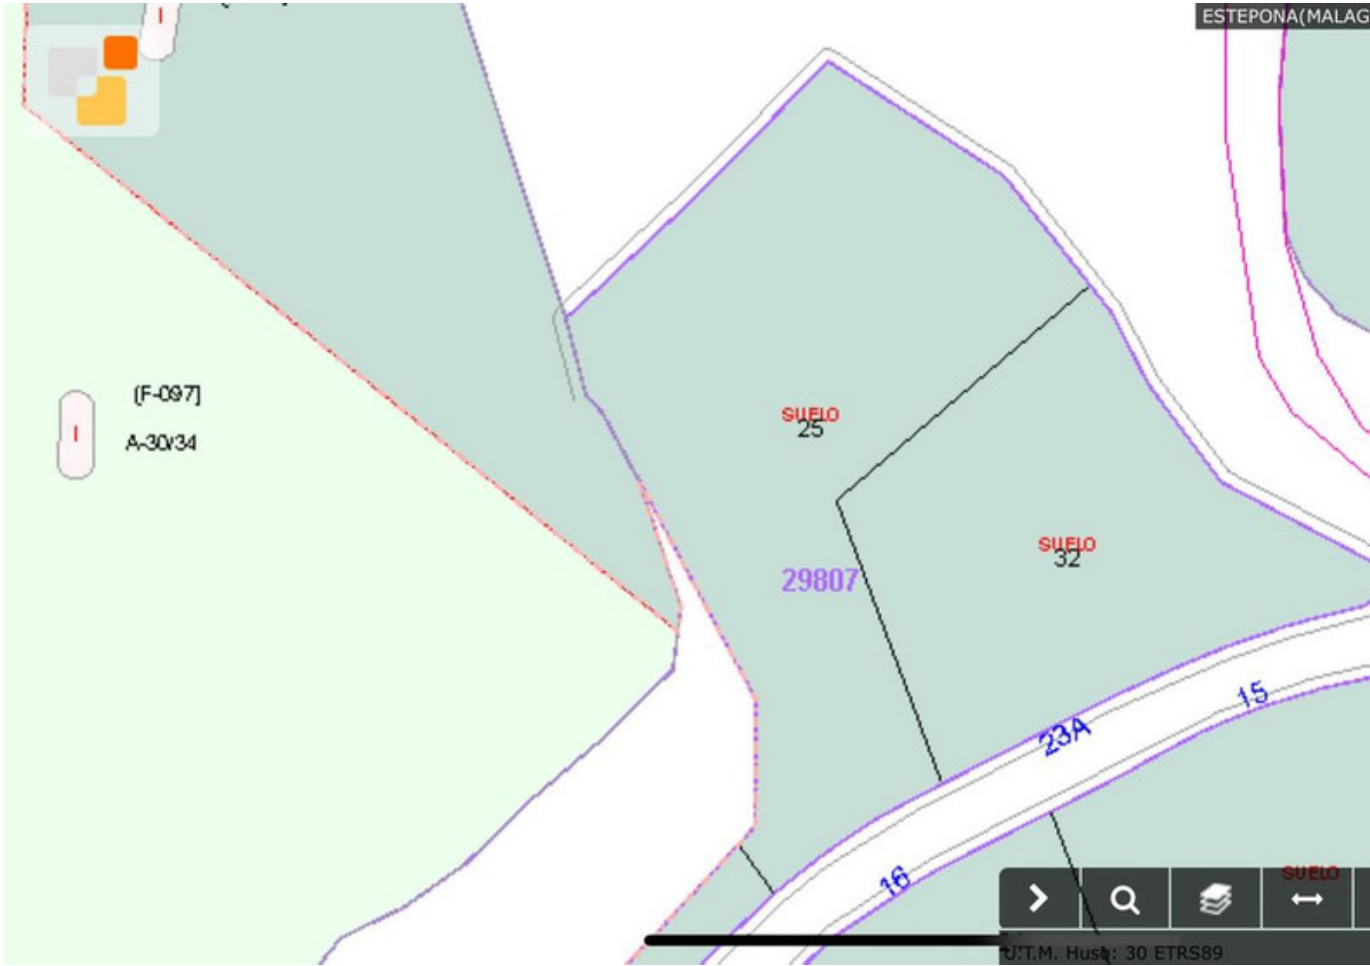 ESTEPONA(MALAG
I
(F-097]
A-30/34
I
SUELO
25
SUELO
32
29807
15
23A
16
SUELO
U.T.M. Huso: 30 ETRS89